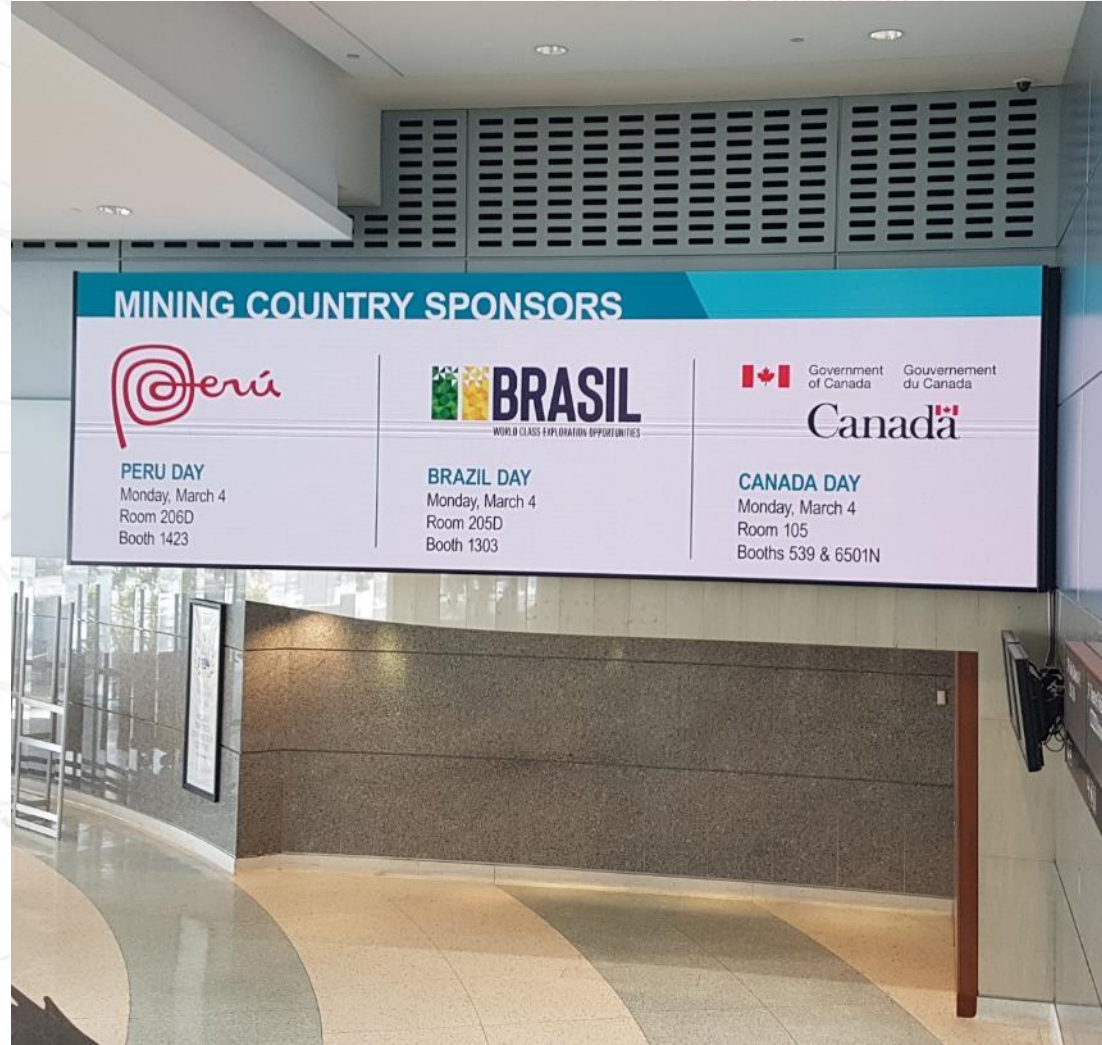 MINING COUNTRY SPONSORS
Perú
PERU DAY
Monday, March 4
Room 206D
Booth 1423
BRASIL
WORLD CLASS EXPLORATION OPPORTUNITIES
BRAZIL DAY
Monday, March 4
Room 205D
Booth 1303
Government of Canada
Gouvernement du Canada
Canada
CANADA DAY
Monday, March 4
Room 105
Booths 539 & 6501N